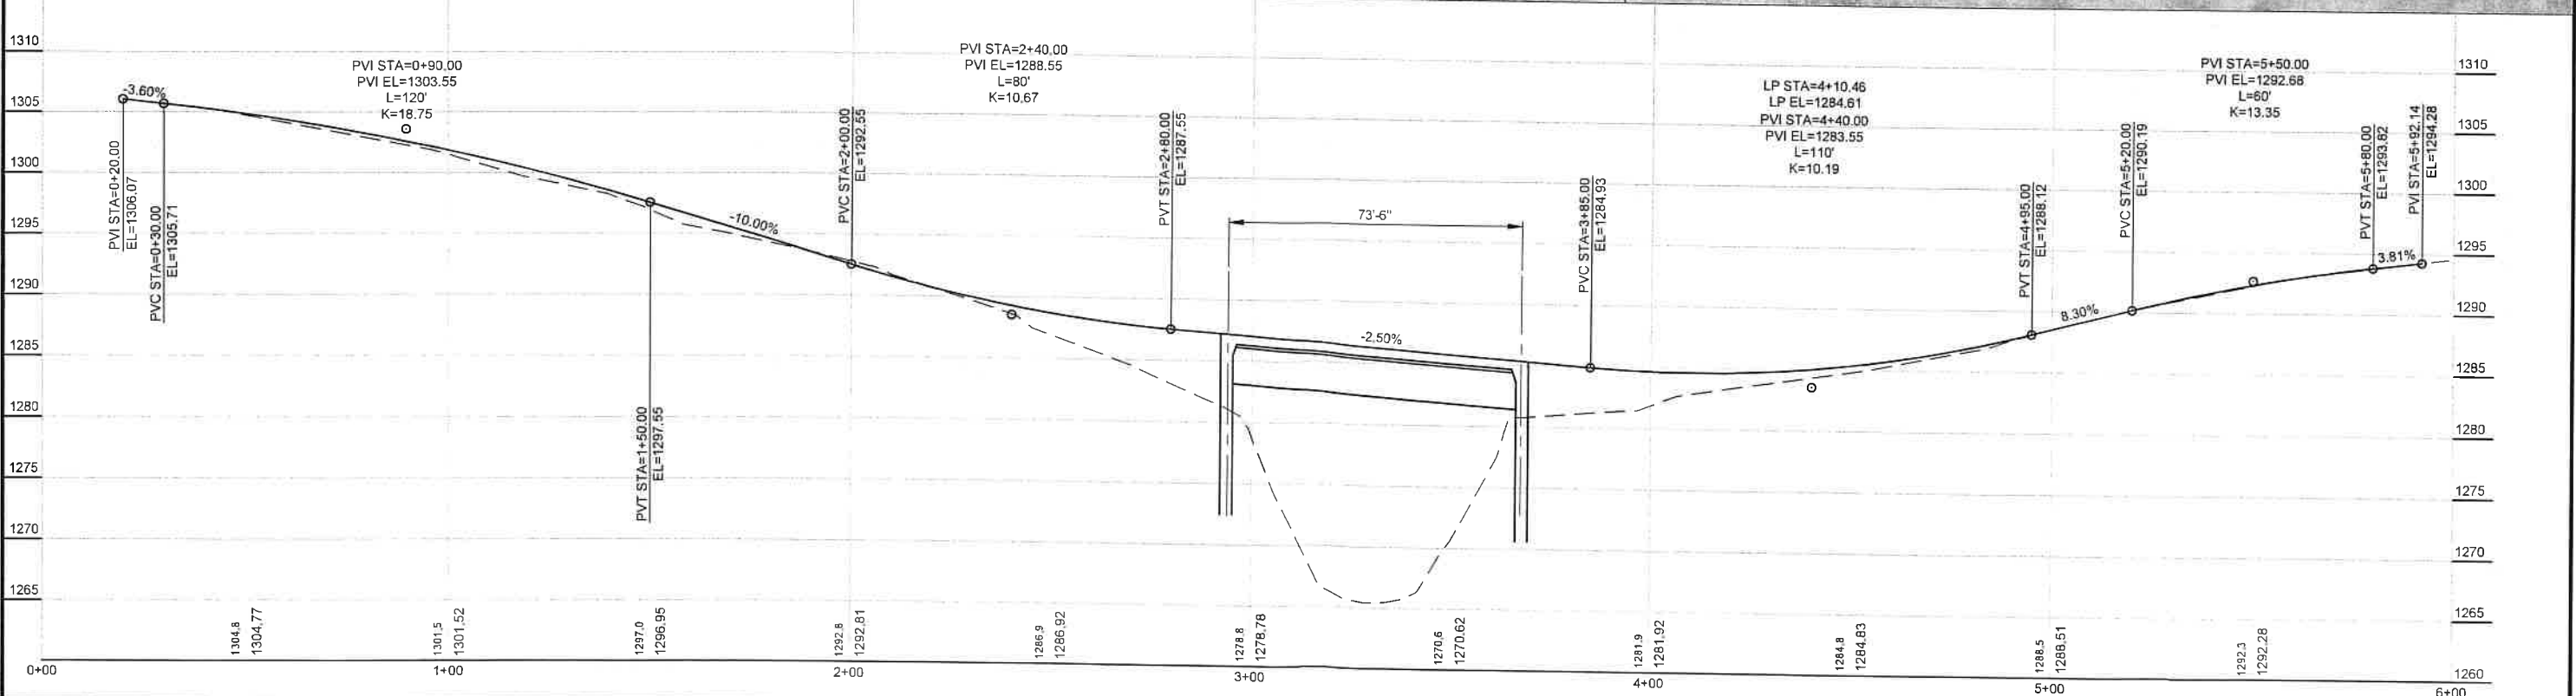 1310
1305
1300
1295
1290
1285
1280
1275
1270
1265
-3.60%
PVI STA=0+20.00
EL=1306.07
PVC STA=0+30.00
EL=1305.71
PVI STA=0+90.00
PVI EL=1303.55
L=120'
K=18.75
PVT STA=1+50.00
EL=1297.55
-10.00%
PVC STA=2+00.00
EL=1292.55
PVI STA=2+40.00
PVI EL=1288.55
L=80'
K=10.67
PVT STA=2+80.00
EL=1287.55
73'-6"
-2.50%
PVC STA=3+85.00
EL=1284.93
LP STA=4+10.46
LP EL=1284.61
PVI STA=4+40.00
PVI EL=1283.55
L=110'
K=10.19
PVT STA=4+95.00
EL=1288.12
8.30%
PVC STA=5+20.00
EL=1290.19
PVI STA=5+50.00
PVI EL=1292.68
L=60'
K=13.35
PVT STA=5+80.00
EL=1293.82
3.81%
PVI STA=5+92.14
EL=1294.28
1310
1305
1300
1295
1290
1285
1280
1275
1270
1265
1260
1304.8
1304.77
1301.5
1301.52
1297.0
1296.95
1292.8
1292.81
1286.9
1286.92
1278.8
1278.78
1270.6
1270.62
1281.9
1281.92
1284.8
1284.83
1288.5
1288.51
1292.3
1292.28
0+00
1+00
2+00
3+00
4+00
5+00
6+00